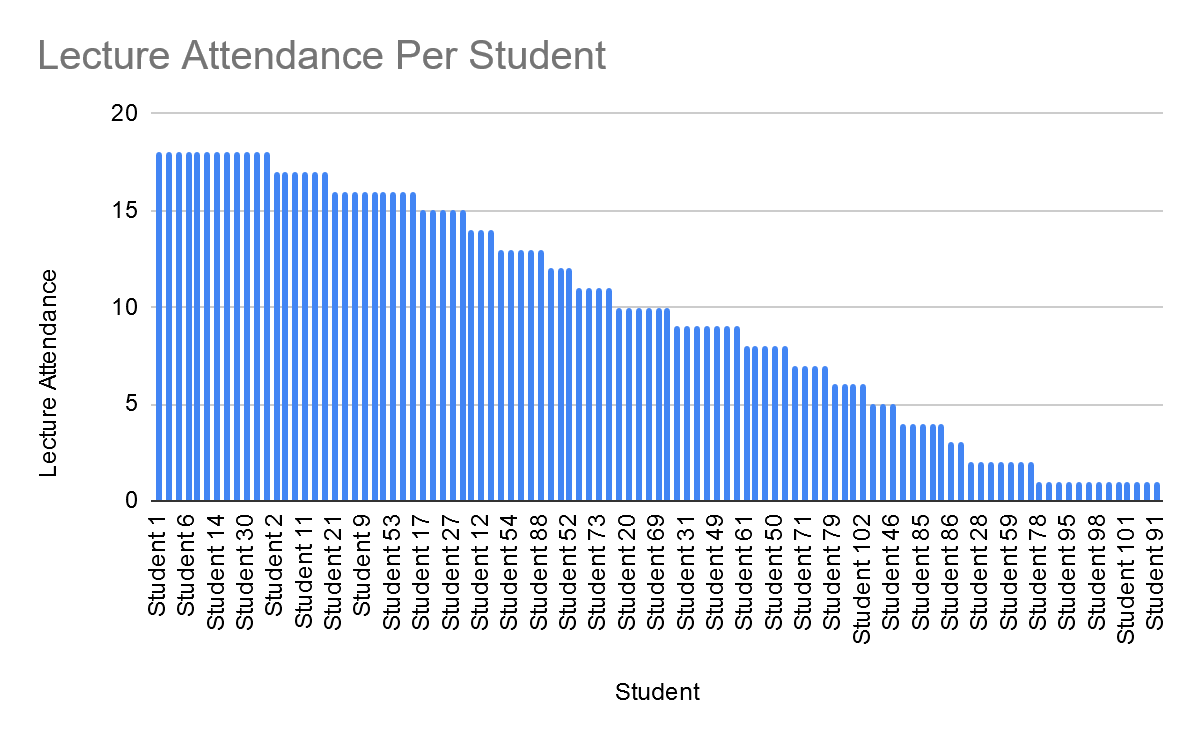 Lecture Attendance Per Student
20
15
10
5
0
Lecture Attendance
Student 1
Student 6
Student 14
Student 30
Student 2
Student 11
Student 21
Student 9
Student 53
Student 17
Student 27
Student 12
Student 54
Student 88
Student 52
Student 73
Student 20
Student 69
Student 31
Student 49
Student 61
Student 50
Student 71
Student 79
Student 102
Student 46
Student 85
Student 86
Student 28
Student 59
Student 78
Student 95
Student 98
Student 101
Student 91
Student